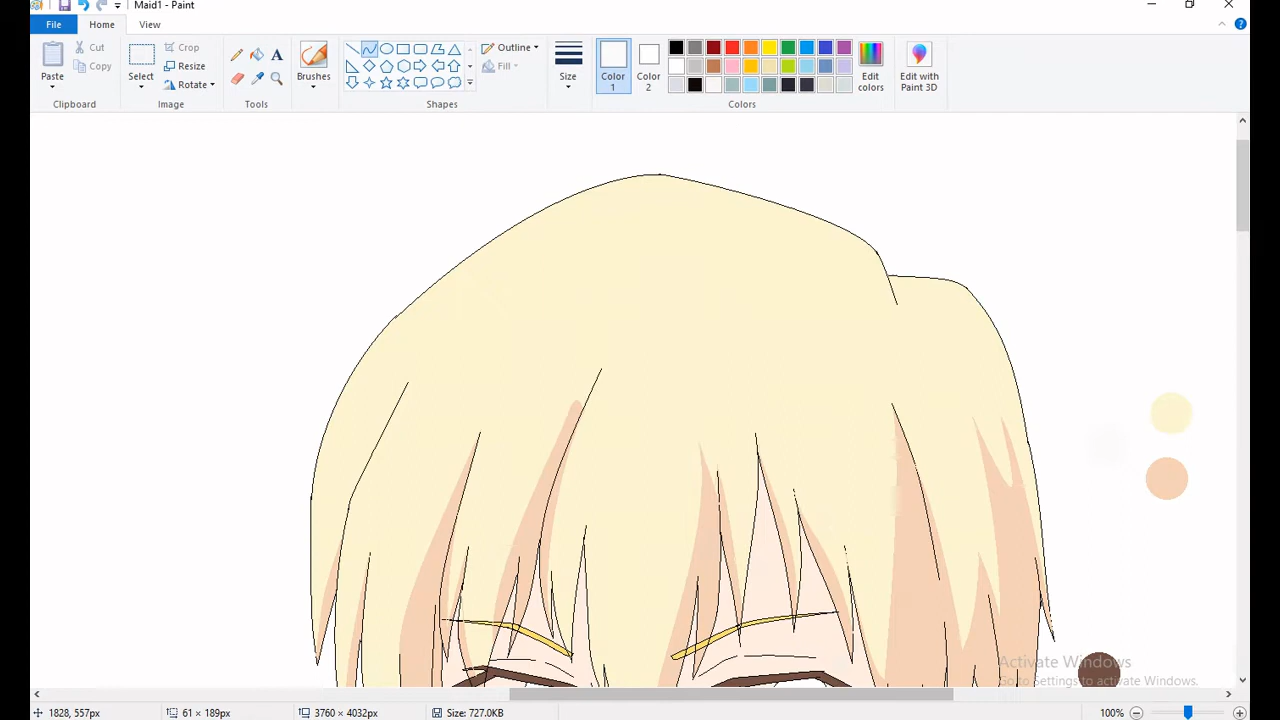 Maid1 - Paint
File
Home
View
Paste
Cut
Copy
Clipboard
Select
Crop
Resize
Rotate
Image
A
Tools
Brushes
Shapes
Outline
Fill
Size
Color 1
Color 2
Edit colors
Colors
Edit with Paint 3D
Activate Windows
Go to Settings to activate Windows.
1828, 557px
61 × 189px
3760 × 4032px
Size: 727.0KB
100%